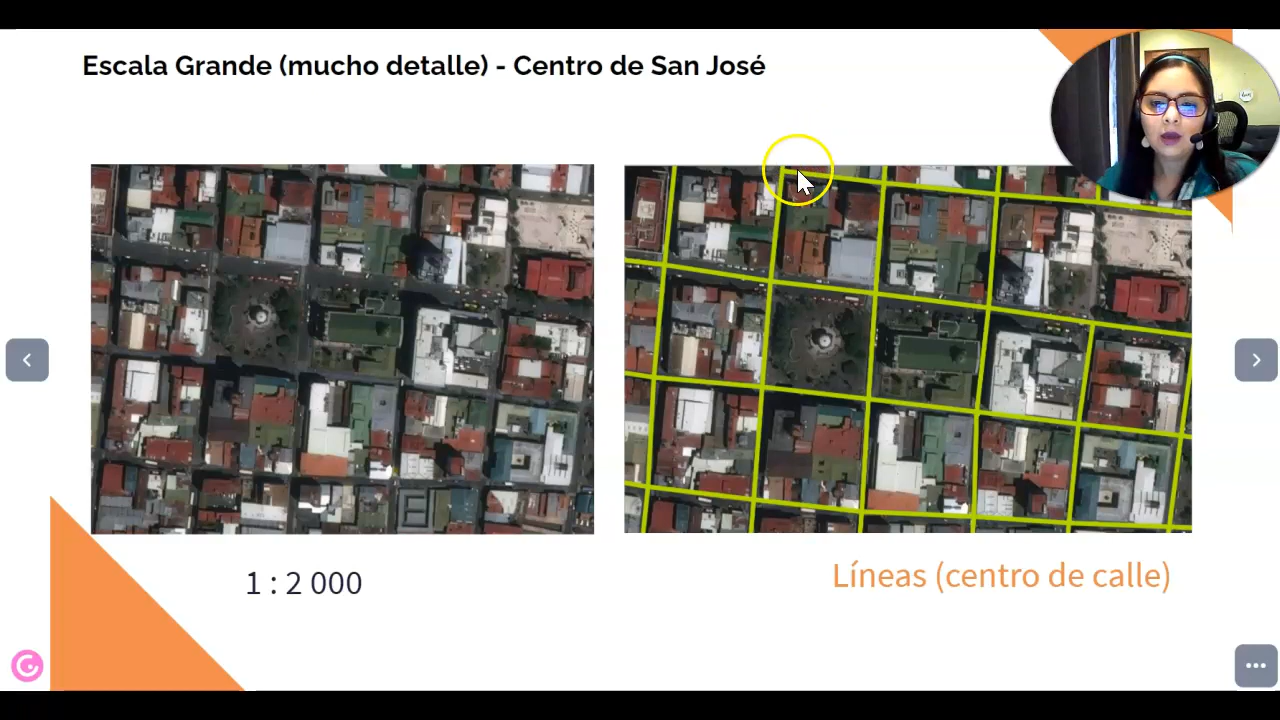 Escala Grande (mucho detalle) - Centro de San José
1 : 2 000
Líneas (centro de calle)